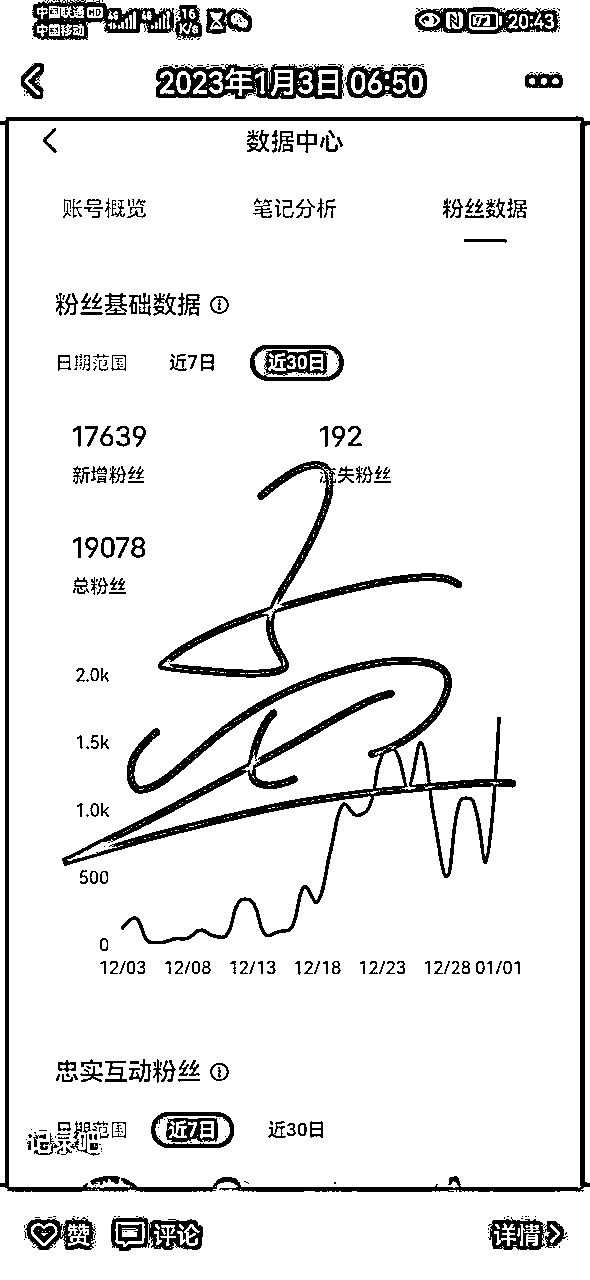 中国联通HD 46 46 16 K/s 72 20:43
中国移动
2023年1月3日 06:50
数据中心
账号概览 笔记分析 粉丝数据
粉丝基础数据
日期范围 近7日 近30日
17639 192
新增粉丝 流失粉丝
19078
总粉丝
2.0k
1.5k
1.0k
500
0
12/03 12/08 12/13 12/18 12/23 12/28 01/01
忠实互动粉丝
日期范围 近7日 近30日
记录吧
赞 评论 详情